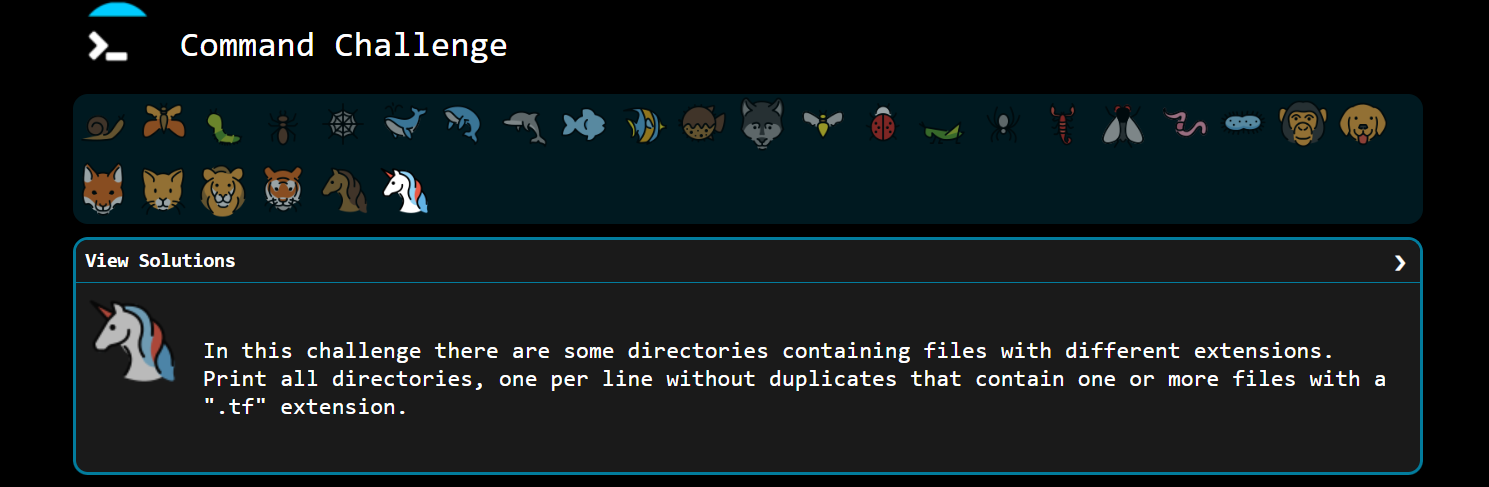 Command Challenge
View Solutions
In this challenge there are some directories containing files with different extensions.
Print all directories, one per line without duplicates that contain one or more files with a
".tf" extension.